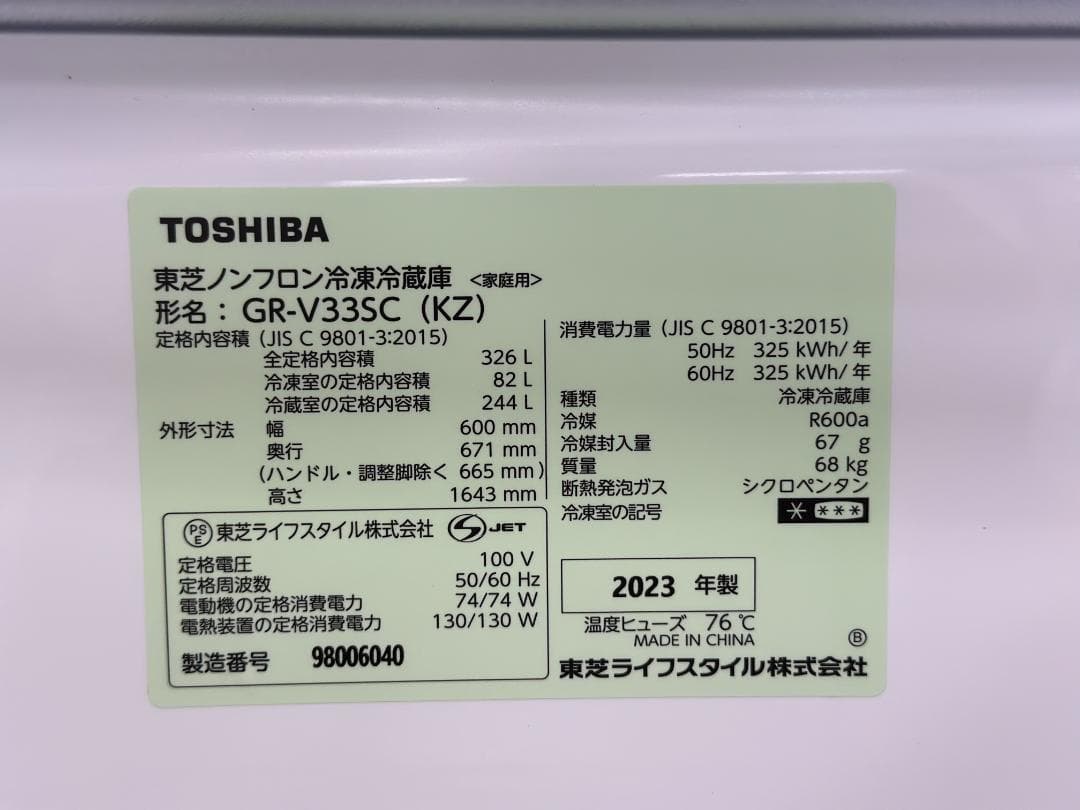 TOSHIBA
東芝ノンフロン冷凍冷蔵庫 <家庭用>
形名： GR-V33SC (KZ)
定格内容積 (JIS C 9801-3:2015)
全定格内容積 326 L
冷凍室の定格内容積 82 L
冷蔵室の定格内容積 244 L
外形寸法 幅 600 mm
奥行 671 mm
(ハンドル・調整脚除く 665 mm)
高さ 1643 mm
消費電力量 (JIS C 9801-3:2015)
50Hz 325 kWh/年
60Hz 325 kWh/年
種類 冷凍冷蔵庫
冷媒 R600a
冷媒封入量 67 g
質量 68 kg
断熱発泡ガス シクロペンタン
冷凍室の記号 * ***
PSE 東芝ライフスタイル株式会社 S JET
定格電圧 100 V
定格周波数 50/60 Hz
電動機の定格消費電力 74/74 W
電熱装置の定格消費電力 130/130 W
製造番号 98006040
2023 年製
温度ヒューズ 76 ℃
MADE IN CHINA Ⓑ
東芝ライフスタイル株式会社